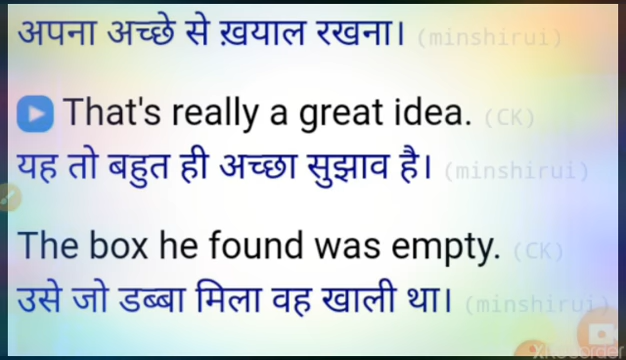 अपना अच्छे से ख़याल रखना। (minshirui)
That's really a great idea. (CK)
यह तो बहुत ही अच्छा सुझाव है। (minshirui)
The box he found was empty. (CK)
उसे जो डब्बा मिला वह खाली था। (minshirui)
XRecorder